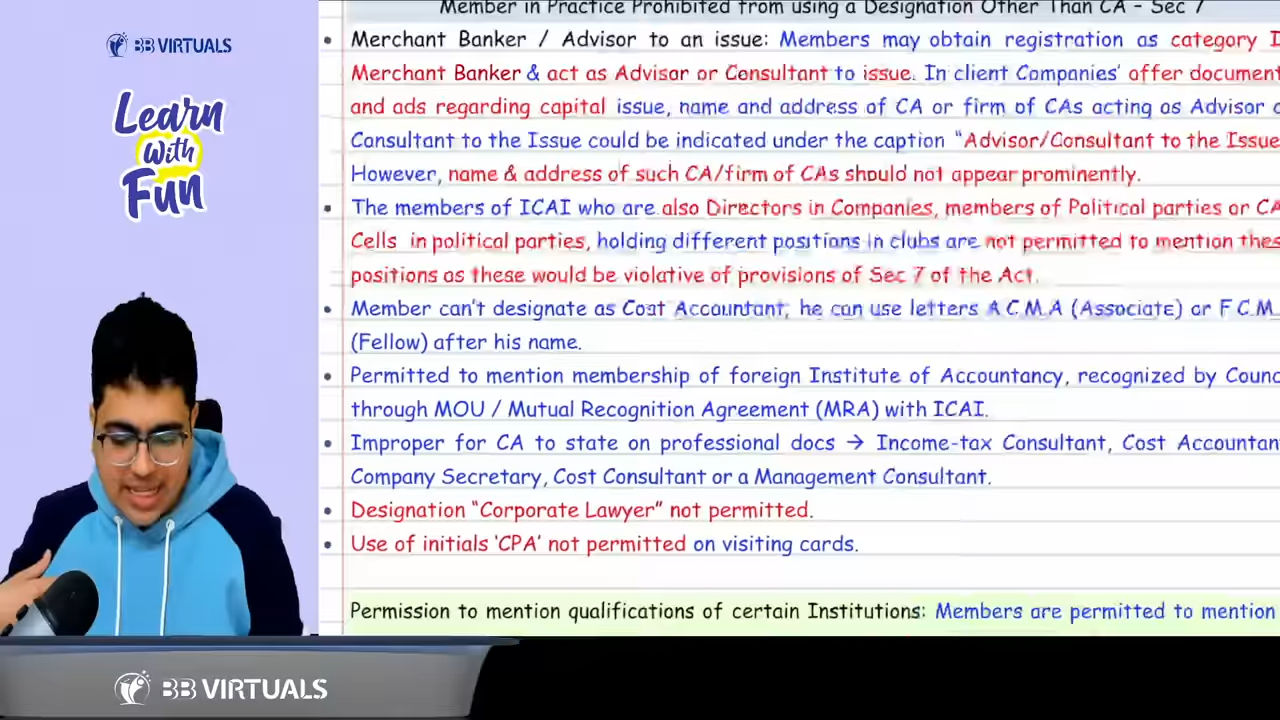 BB VIRTUALS
Learn
With
Fun
Member in Practice Prohibited from using a Designation Other Than CA - Sec 7
• Merchant Banker / Advisor to an issue: Members may obtain registration as category
Merchant Banker & act as Advisor or Consultant to issue. In client Companies' offer document
and ads regarding capital issue, name and address of CA or firm of CAs acting as Advisor
Consultant to the Issue could be indicated under the caption "Advisor/Consultant to the Issue
However, name & address of such CA/firm of CAs should not appear prominently.
• The members of ICAI who are also Directors in Companies, members of Political parties or CA
Cells in political parties, holding different positions in clubs are not permitted to mention
positions as these would be violative of provisions of Sec 7 of the Act.
• Member can't designate as Cost Accountant, he can use letters A.C.M.A (Associate) or F.C.M.
(Fellow) after his name.
• Permitted to mention membership of foreign Institute of Accountancy, recognized by
through MOU / Mutual Recognition Agreement (MRA) with ICAI.
• Improper for CA to state on professional docs → Income-tax Consultant, Cost
Company Secretary, Cost Consultant or a Management Consultant.
• Designation "Corporate Lawyer" not permitted.
• Use of initials 'CPA' not permitted on visiting cards.
Permission to mention qualifications of certain Institutions: Members are permitted to mention
BB VIRTUALS